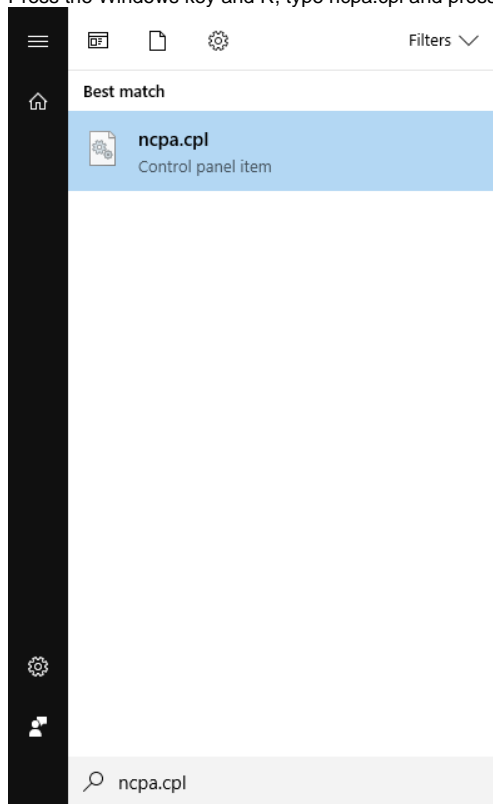 Press the Windows key and R, type ncpa.cpl and press
Filters
Best match
ncpa.cpl
Control panel item
ncpa.cpl